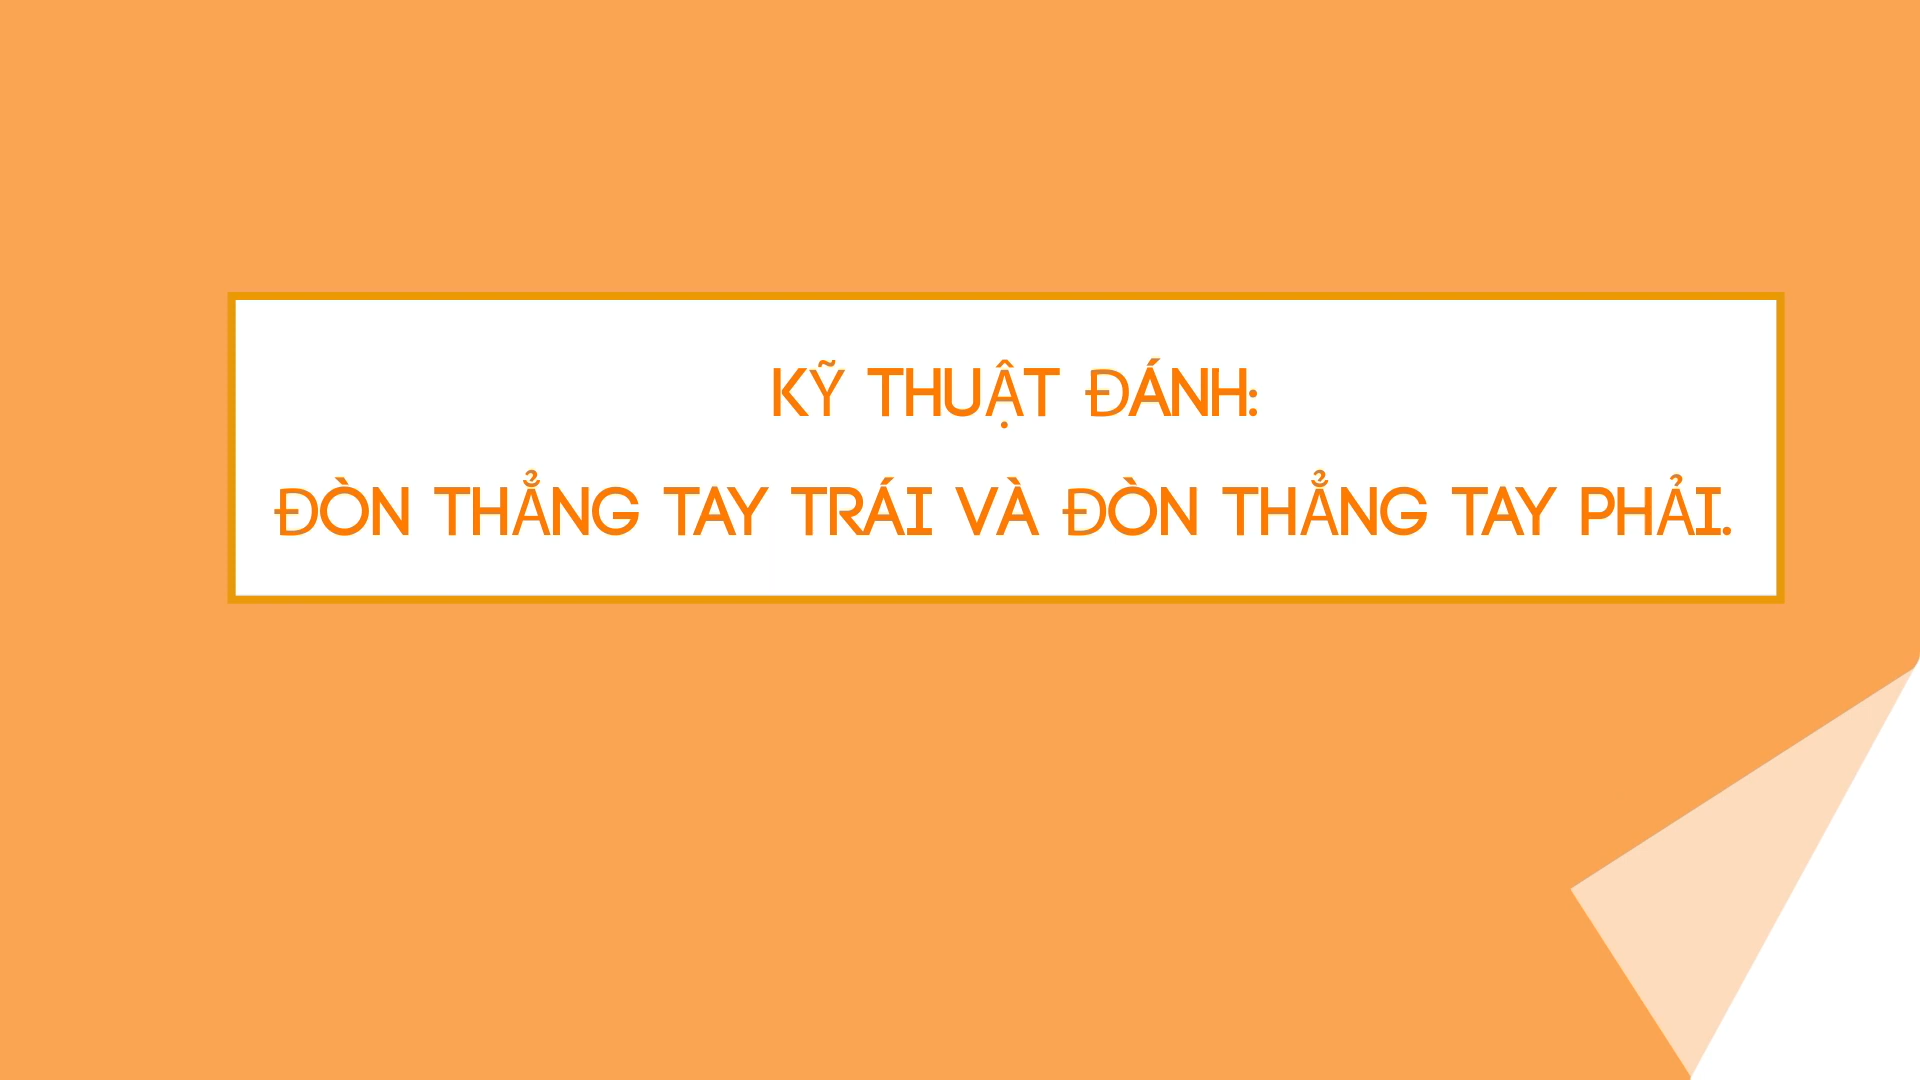 KỸ THUẬT ĐÁNH:
ĐÒN THẲNG TAY TRÁI VÀ ĐÒN THẲNG TAY PHẢI.